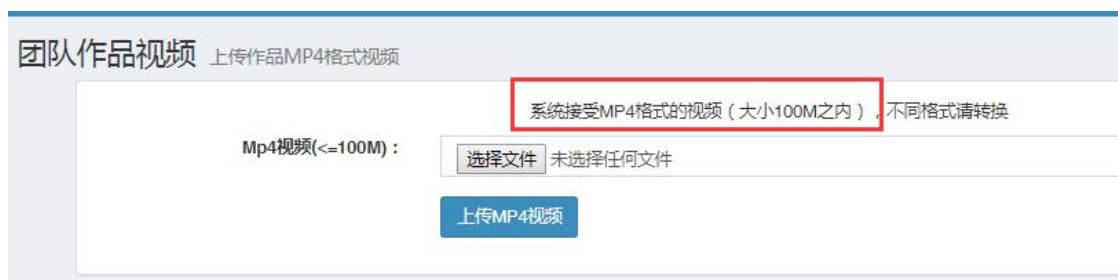 团队作品视频 上传作品MP4格式视频
系统接受MP4格式的视频（大小100M之内），不同格式请转换
Mp4视频(<=100M)：
选择文件 未选择任何文件
上传MP4视频